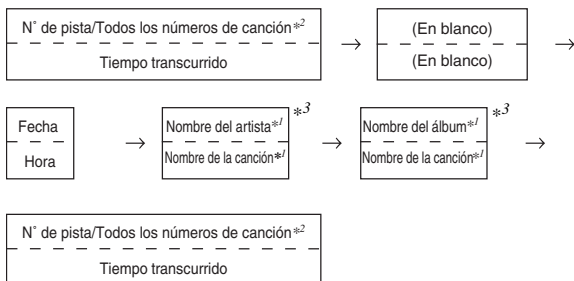 N° de pista/Todos los números de canción*2
Tiempo transcurrido
→
(En blanco)
(En blanco)
→
Fecha
Hora
→
Nombre del artista*1
Nombre de la canción*1
*3
→
Nombre del álbum*1
Nombre de la canción*1
*3
→
N° de pista/Todos los números de canción*2
Tiempo transcurrido